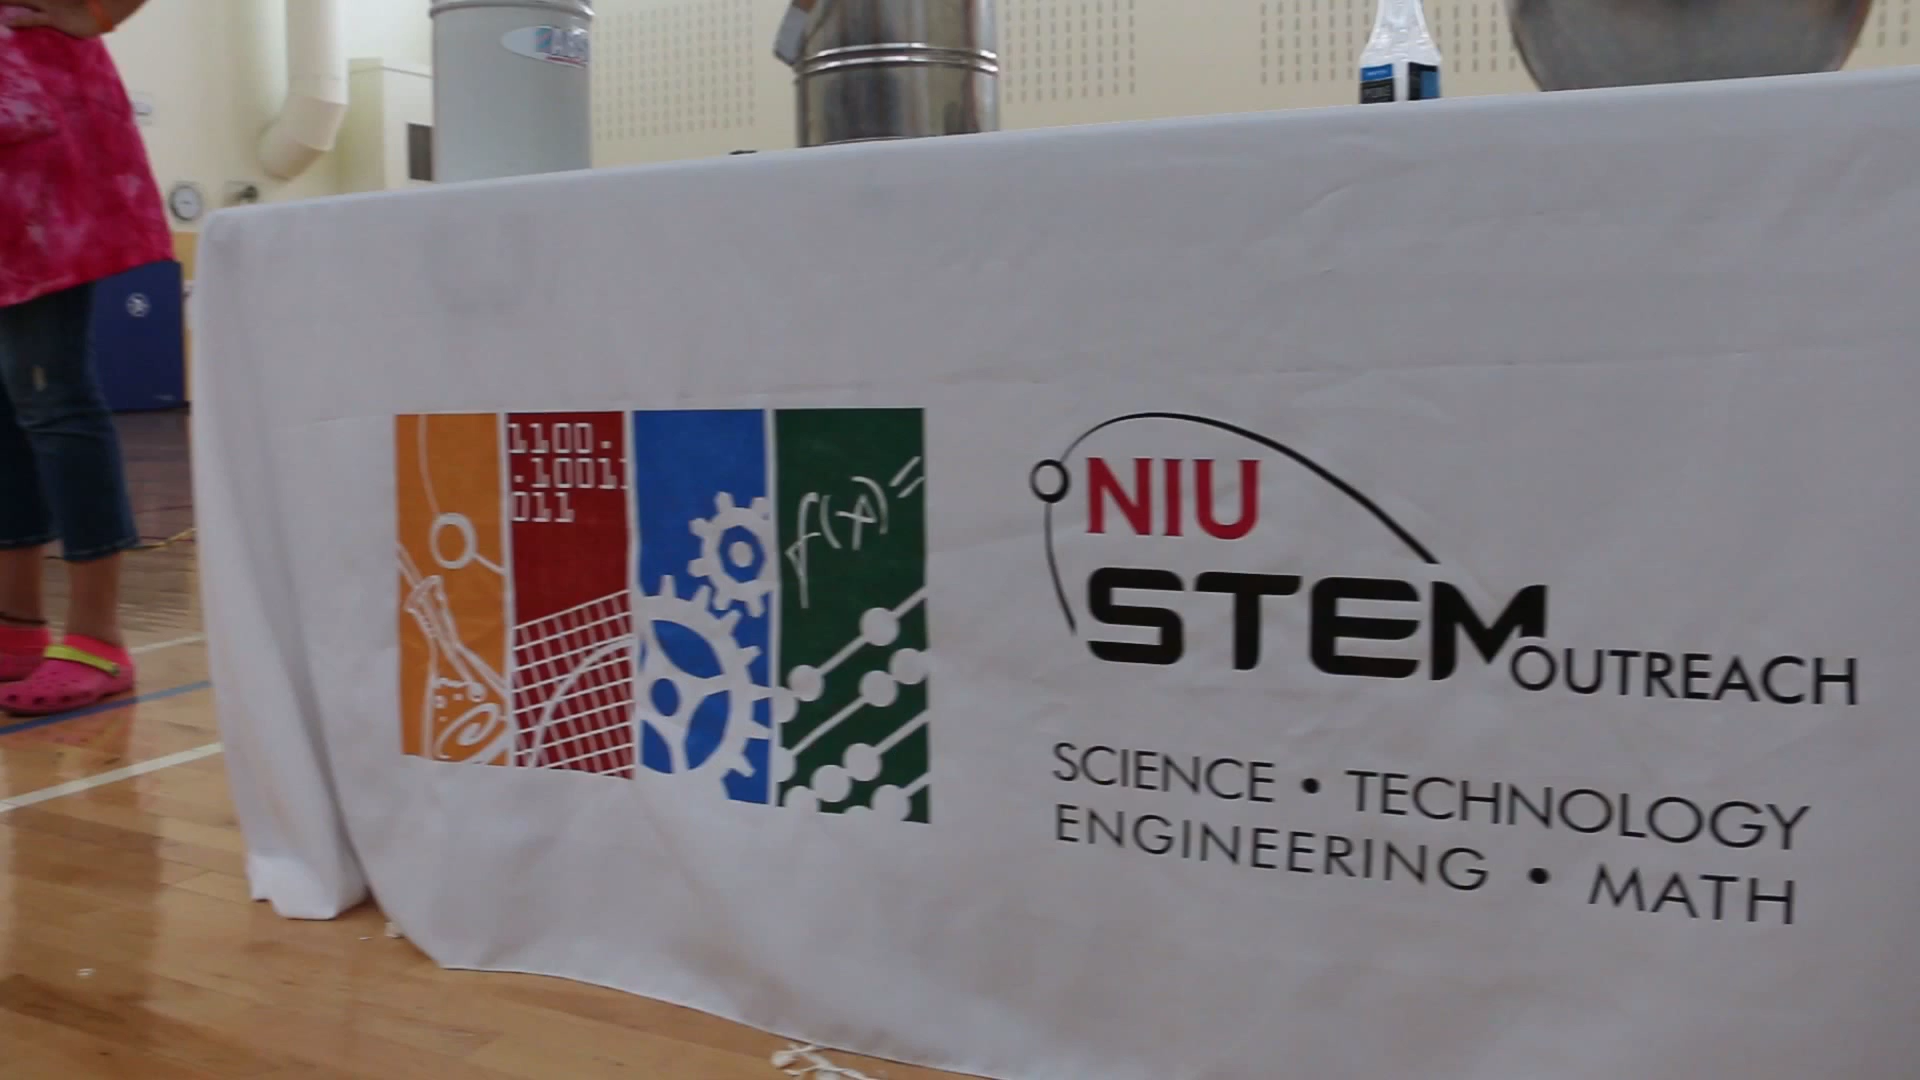 1100.
.10011
011
f(x)=
NIU
STEM OUTREACH
SCIENCE • TECHNOLOGY
ENGINEERING • MATH